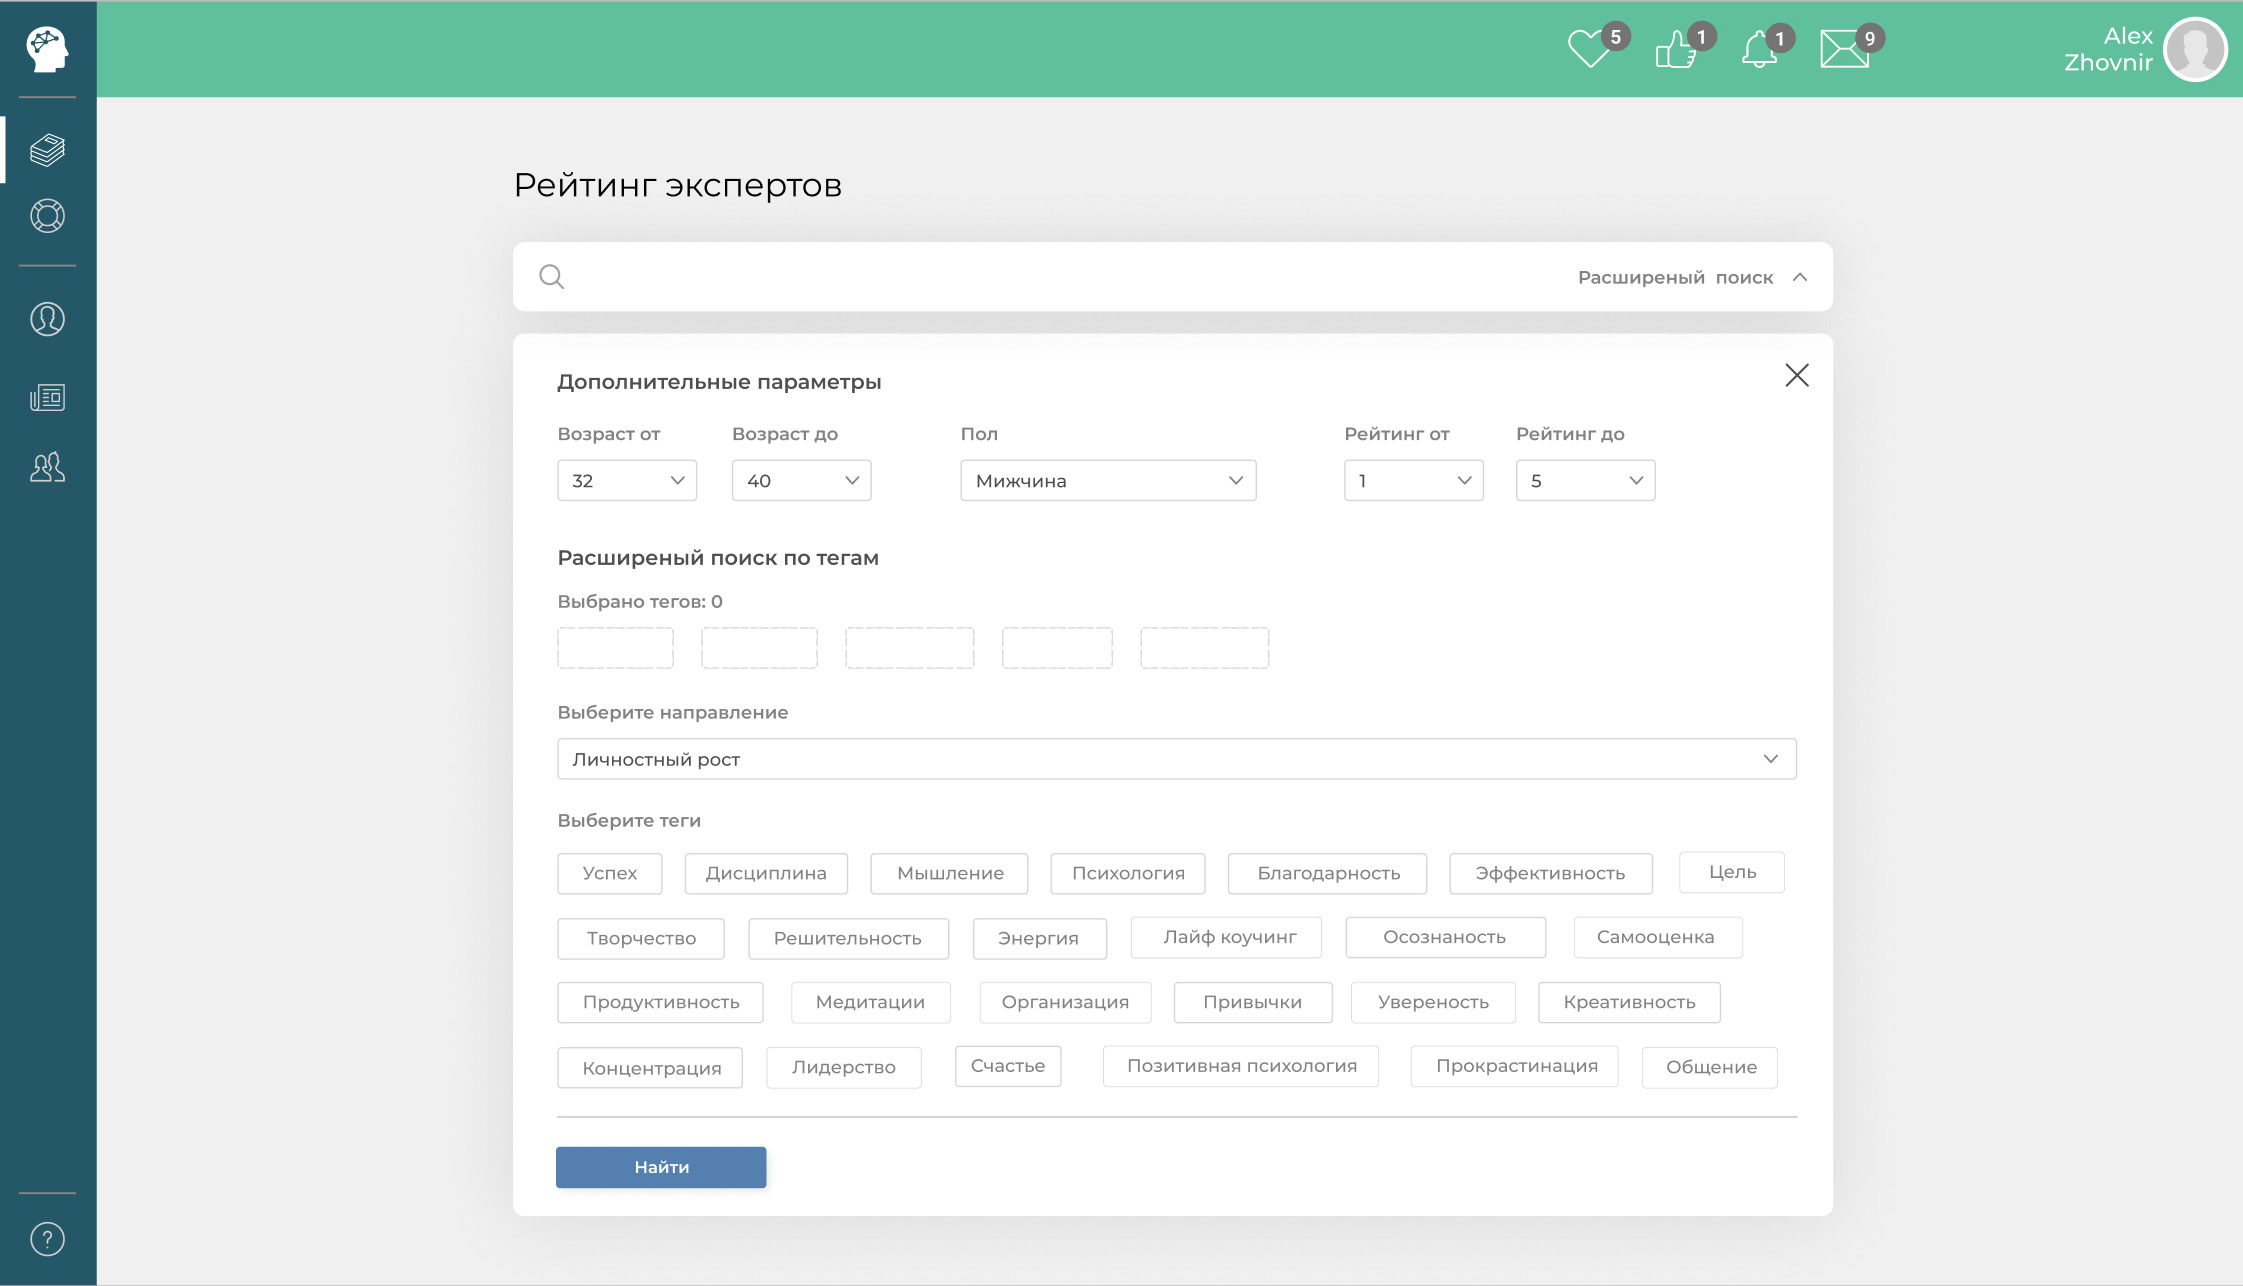 5
1
1
9
Alex
Zhovnir
Рейтинг экспертов
Расширеный поиск
Дополнительные параметры
Возраст от
Возраст до
Пол
Рейтинг от
Рейтинг до
32
40
Мижчина
1
5
Расширеный поиск по тегам
Выбрано тегов: 0
Выберите направление
Личностный рост
Выберите теги
Успех
Дисциплина
Мышление
Психология
Благодарность
Эффективность
Цель
Творчество
Решительность
Энергия
Лайф коучинг
Осознаность
Самооценка
Продуктивность
Медитации
Организация
Привычки
Увереность
Креативность
Концентрация
Лидерство
Счастье
Позитивная психология
Прокрастинация
Общение
Найти
?